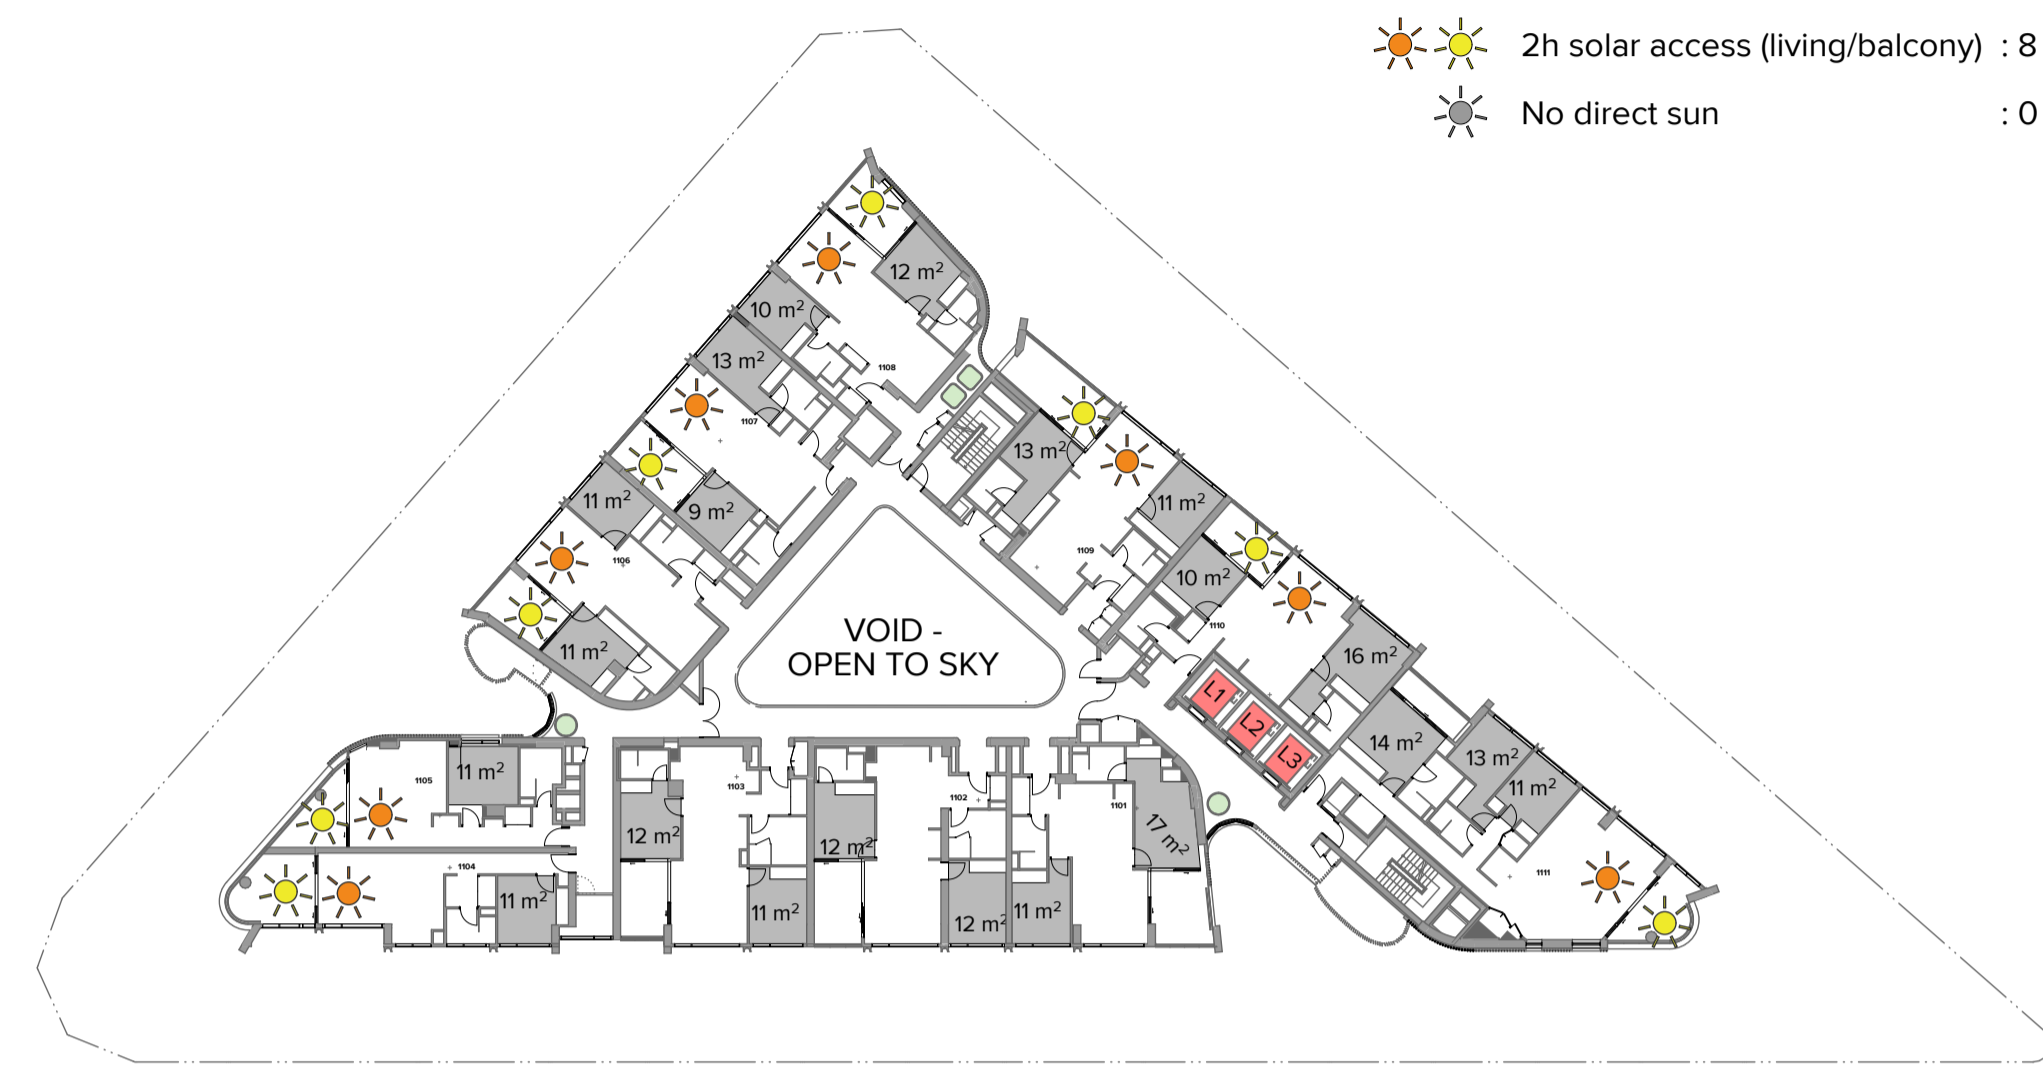 2h solar access (living/balcony) : 8
No direct sun : 0
12 m²
10 m²
13 m²
1108
1107
13 m²
11 m²
9 m²
11 m²
1106
1109
10 m²
11 m²
1110
VOID -
OPEN TO SKY
16 m²
L1
L2
L3
14 m²
13 m²
11 m²
1105
11 m²
1103
1102
1101
12 m²
12 m²
17 m²
1104
11 m²
11 m²
12 m²
11 m²
1111